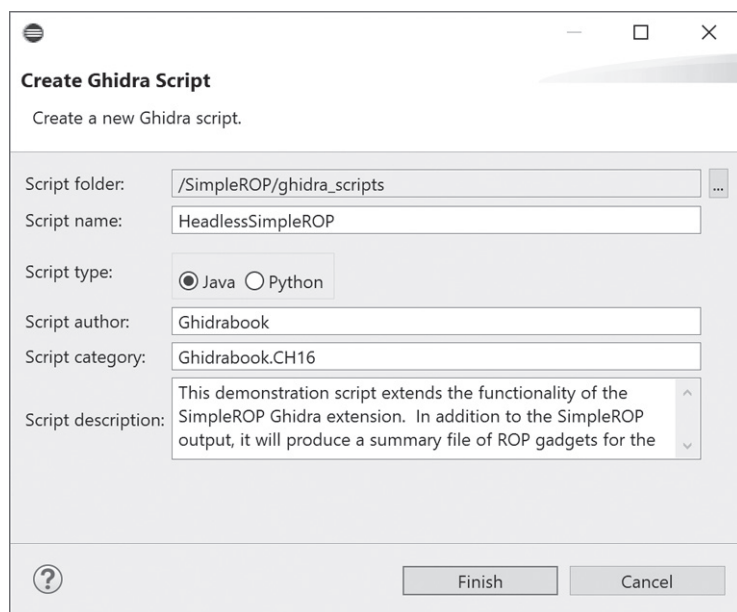 Create Ghidra Script
Create a new Ghidra script.
Script folder: /SimpleROP/ghidra_scripts ...
Script name: HeadlessSimpleROP
Script type: Java Python
Script author: Ghidrabook
Script category: Ghidrabook.CH16
Script description: This demonstration script extends the functionality of the
SimpleROP Ghidra extension. In addition to the SimpleROP
output, it will produce a summary file of ROP gadgets for the
? Finish Cancel